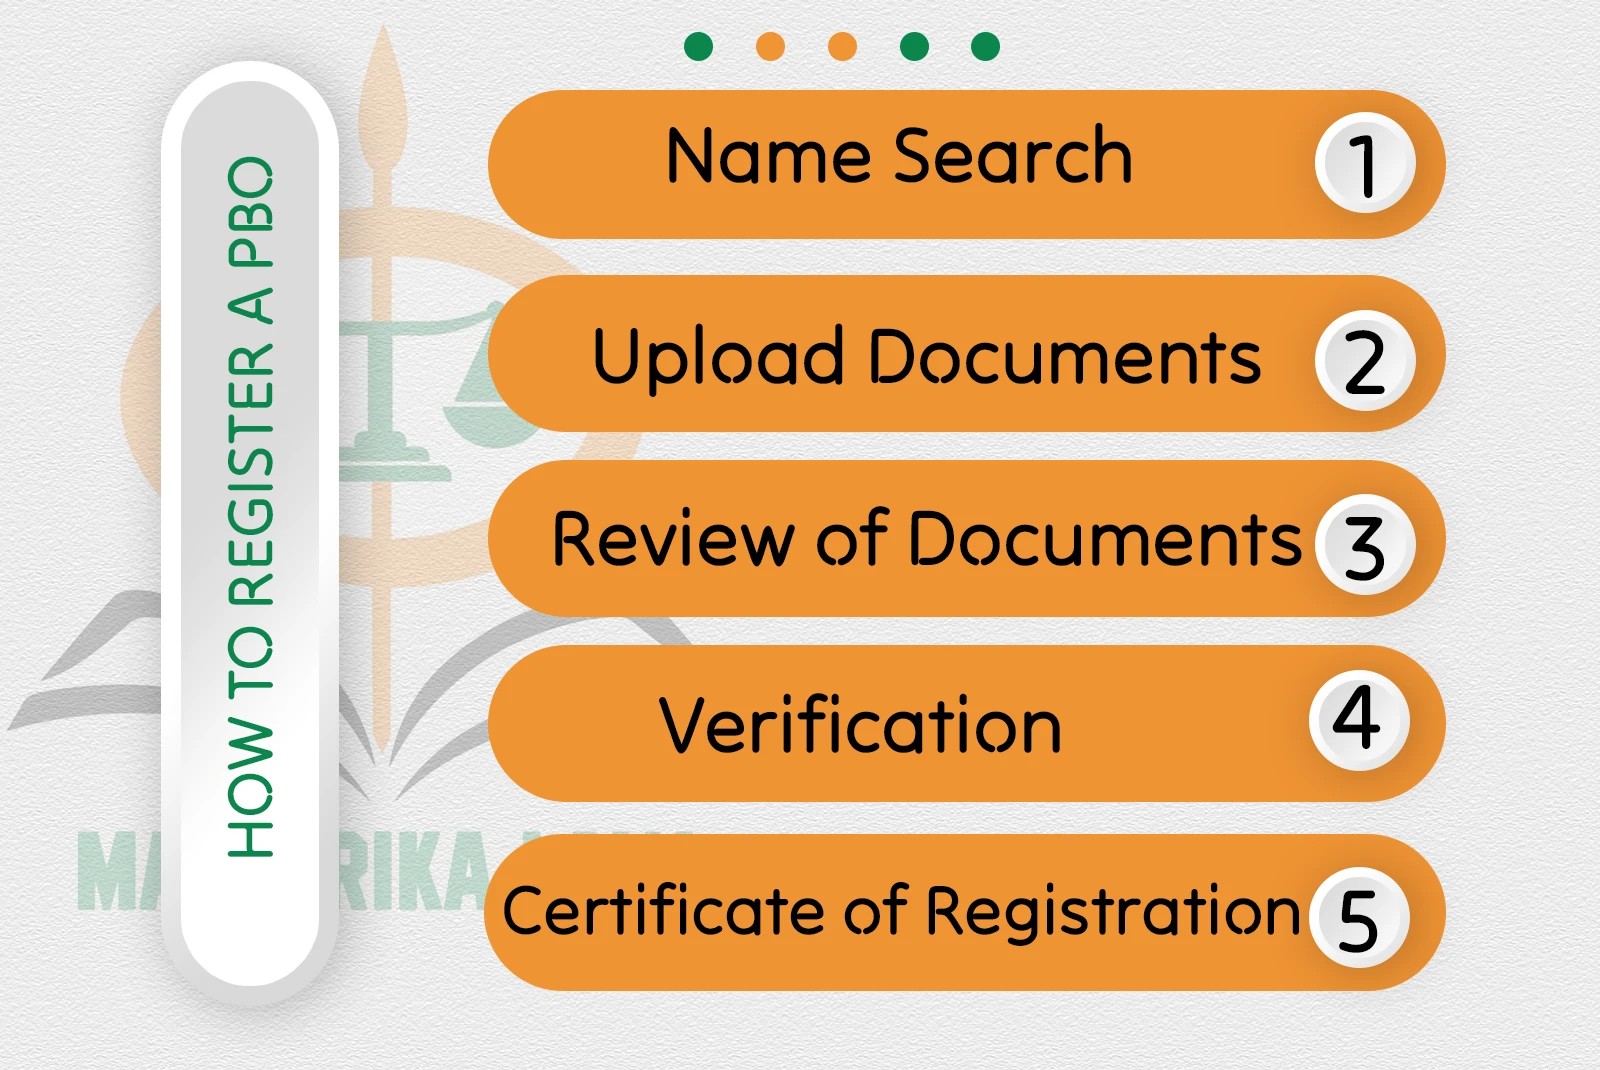 HOW TO REGISTER A PBO
Name Search 1
Upload Documents 2
Review of Documents 3
Verification 4
Certificate of Registration 5